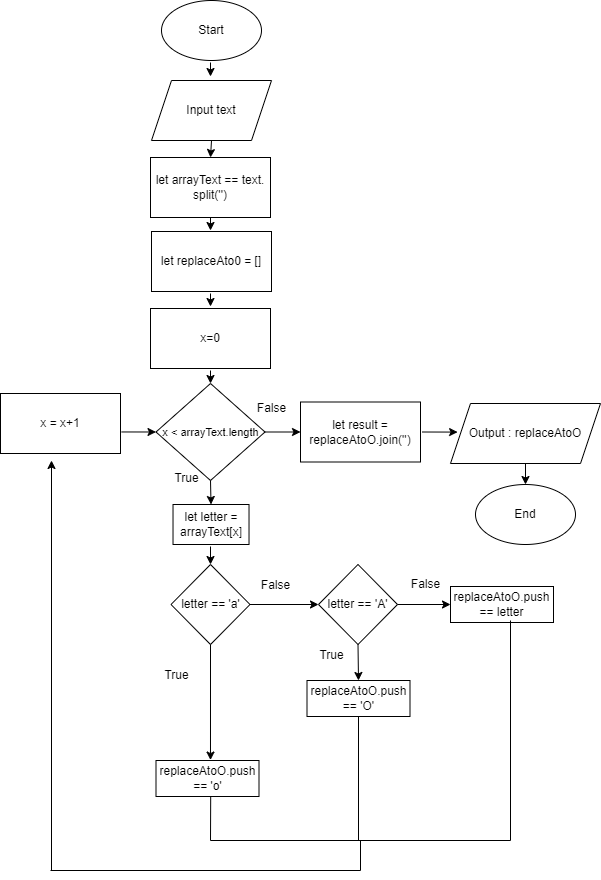 Start
Input text
let arrayText == text.
split('')
let replaceAto0 = []
x=0
x = x+1
x < arrayText.length
False
let result =
replaceAtoO.join('')
Output : replaceAtoO
End
True
let letter =
arrayText[x]
letter == 'a'
False
letter == 'A'
False
replaceAtoO.push
== letter
True
True
replaceAtoO.push
== 'O'
replaceAtoO.push
== 'o'